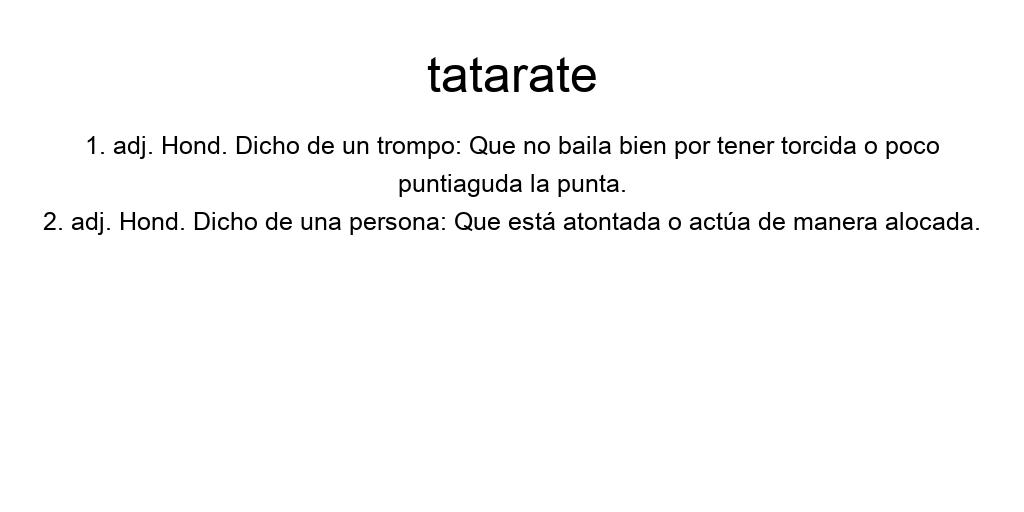 tatarate
1. adj. Hond. Dicho de un trompo: Que no baila bien por tener torcida o poco
puntiaguda la punta.
2. adj. Hond. Dicho de una persona: Que está atontada o actúa de manera alocada.